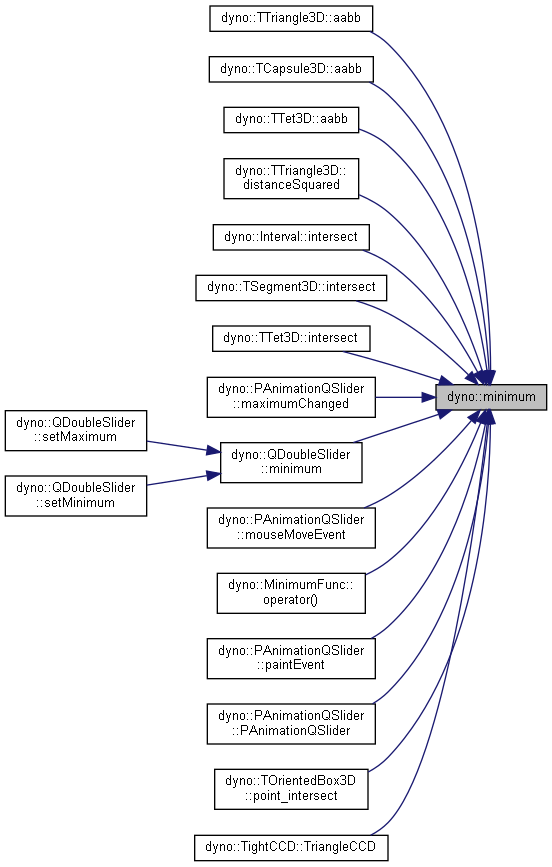 dyno::TTriangle3D::aabb
dyno::TCapsule3D::aabb
dyno::TTet3D::aabb
dyno::TTriangle3D::
distanceSquared
dyno::Interval::intersect
dyno::TSegment3D::intersect
dyno::TTet3D::intersect
dyno::PAnimationQSlider
::maximumChanged
dyno::minimum
dyno::QDoubleSlider
::setMaximum
dyno::QDoubleSlider
::minimum
dyno::QDoubleSlider
::setMinimum
dyno::PAnimationQSlider
::mouseMoveEvent
dyno::MinimumFunc::
operator()
dyno::PAnimationQSlider
::paintEvent
dyno::PAnimationQSlider
::PAnimationQSlider
dyno::TOrientedBox3D
::point_intersect
dyno::TightCCD::TriangleCCD